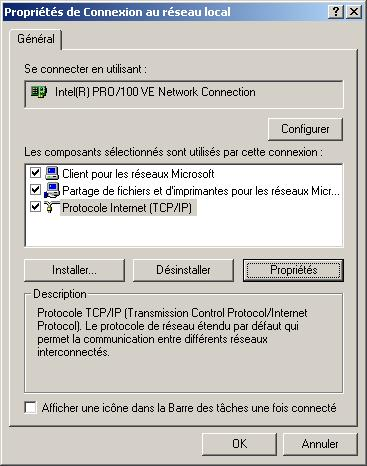 Propriétés de Connexion au réseau local
Général
Se connecter en utilisant :
Intel(R) PRO/100 VE Network Connection
Configurer
Les composants sélectionnés sont utilisés par cette connexion :
Client pour les réseaux Microsoft
Partage de fichiers et d'imprimantes pour les réseaux Micr...
Protocole Internet (TCP/IP)
Installer... Désinstaller Propriétés
Description
Protocole TCP/IP (Transmission Control Protocol/Internet
Protocol). Le protocole de réseau étendu par défaut qui
permet la communication entre différents réseaux
interconnectés.
Afficher une icône dans la Barre des tâches une fois connecté
OK Annuler